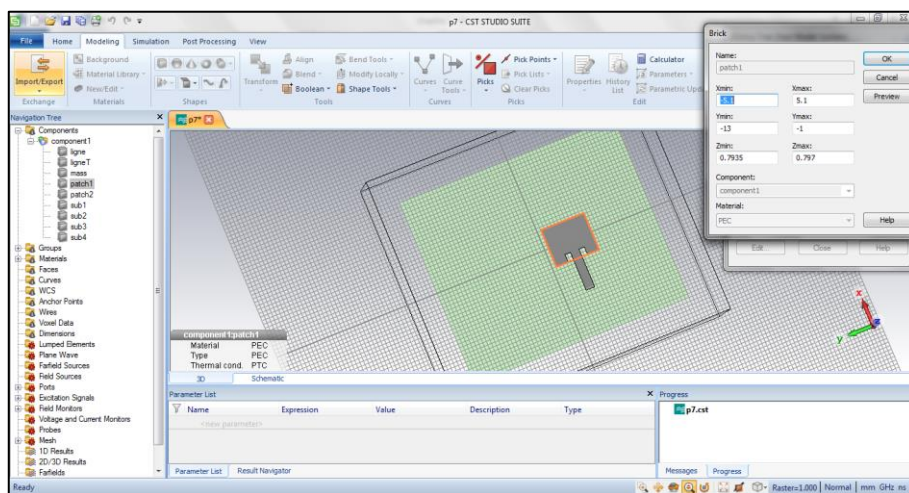 p7 - CST STUDIO SUITE
File Home Modeling Simulation Post Processing View
Import/Export
Exchange
Background
Material Library
New/Edit
Materials
Shapes
Transform
Align
Blend
Boolean
Bend Tools
Modify Locally
Shape Tools
Tools
Curves
Curve
Tools
Curves
Picks
Pick Points
Pick Lists
Clear Picks
Picks
Properties
History
List
Calculator
Parameters
Parametric Upda
Edit
Navigation Tree
Components
component1
ligne
ligneT
mass
patch1
patch2
sub1
sub2
sub3
sub4
Groups
Materials
Faces
Curves
WCS
Anchor Points
Wires
Voxel Data
Dimensions
Lumped Elements
Plane Wave
Farfield Sources
Field Sources
Ports
Excitation Signals
Field Monitors
Voltage and Current Monitors
Probes
Mesh
1D Results
2D/3D Results
Farfields
p7*
component1:patch1
Material PEC
Type PEC
Thermal cond. PTC
x
y
3D Schematic
Parameter List
Name Expression Value Description Type
<new parameter>
Parameter List Result Navigator
Progress
p7.cst
Messages Progress
Brick
Name:
patch1
Xmin: Xmax:
-5.1 5.1
Ymin: Ymax:
-13 -1
Zmin: Zmax:
0.7935 0.797
Component:
component1
Material:
PEC
OK
Cancel
Preview
Help
Edit... Close Help
Ready
Raster=1.000 Normal mm GHz ns